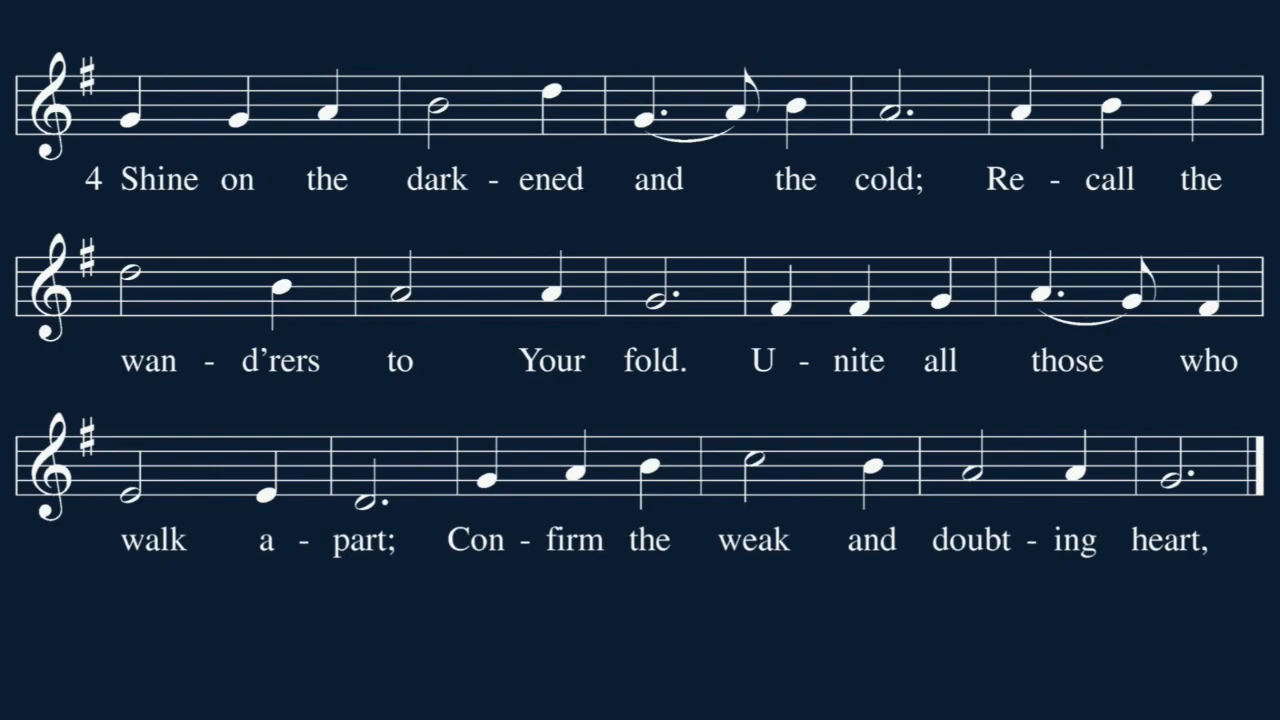 4 Shine on the dark - ened and the cold; Re - call the
wan - d’rers to Your fold. U - nite all those who
walk a - part; Con - firm the weak and doubt - ing heart,